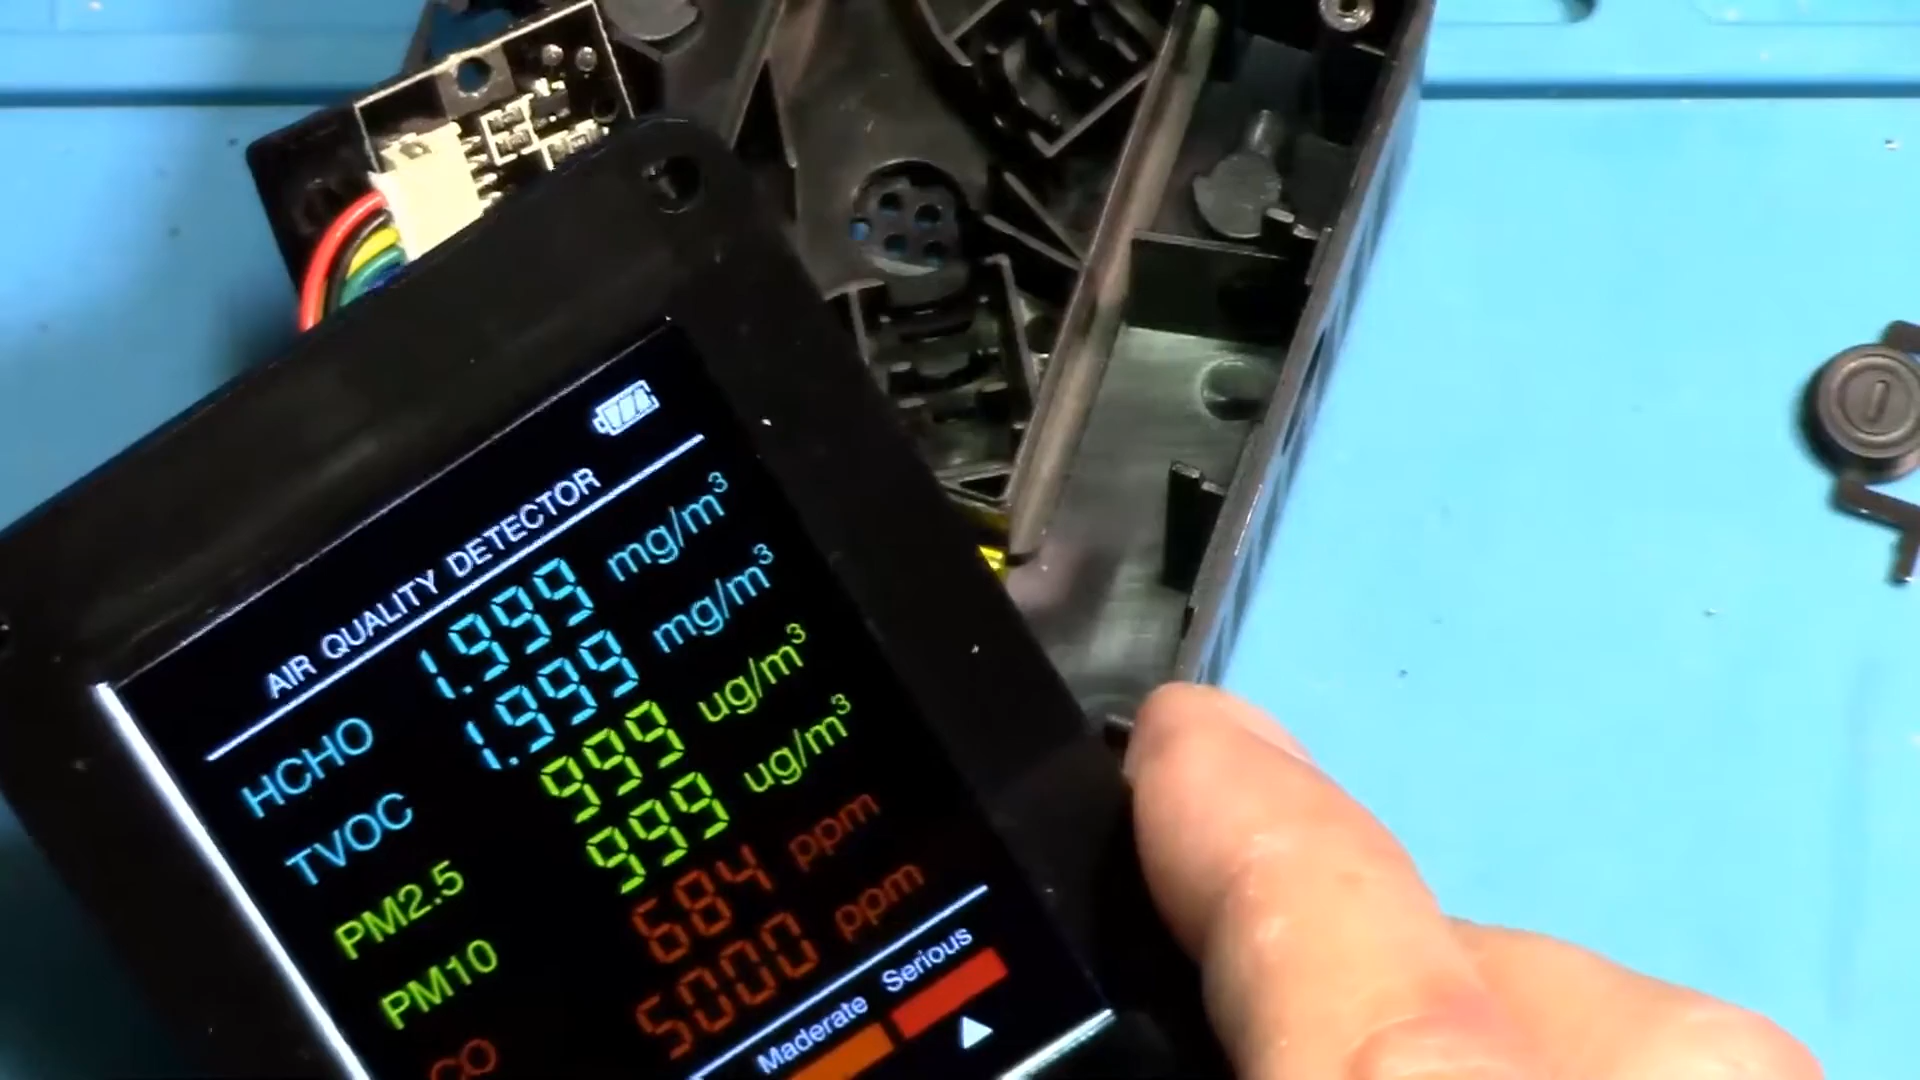 AIR QUALITY DETECTOR
HCHO 1.999 mg/m³
TVOC 1.999 mg/m³
PM2.5 999 ug/m³
PM10 999 ug/m³
CO 684 ppm
5000 ppm
Maderate Serious